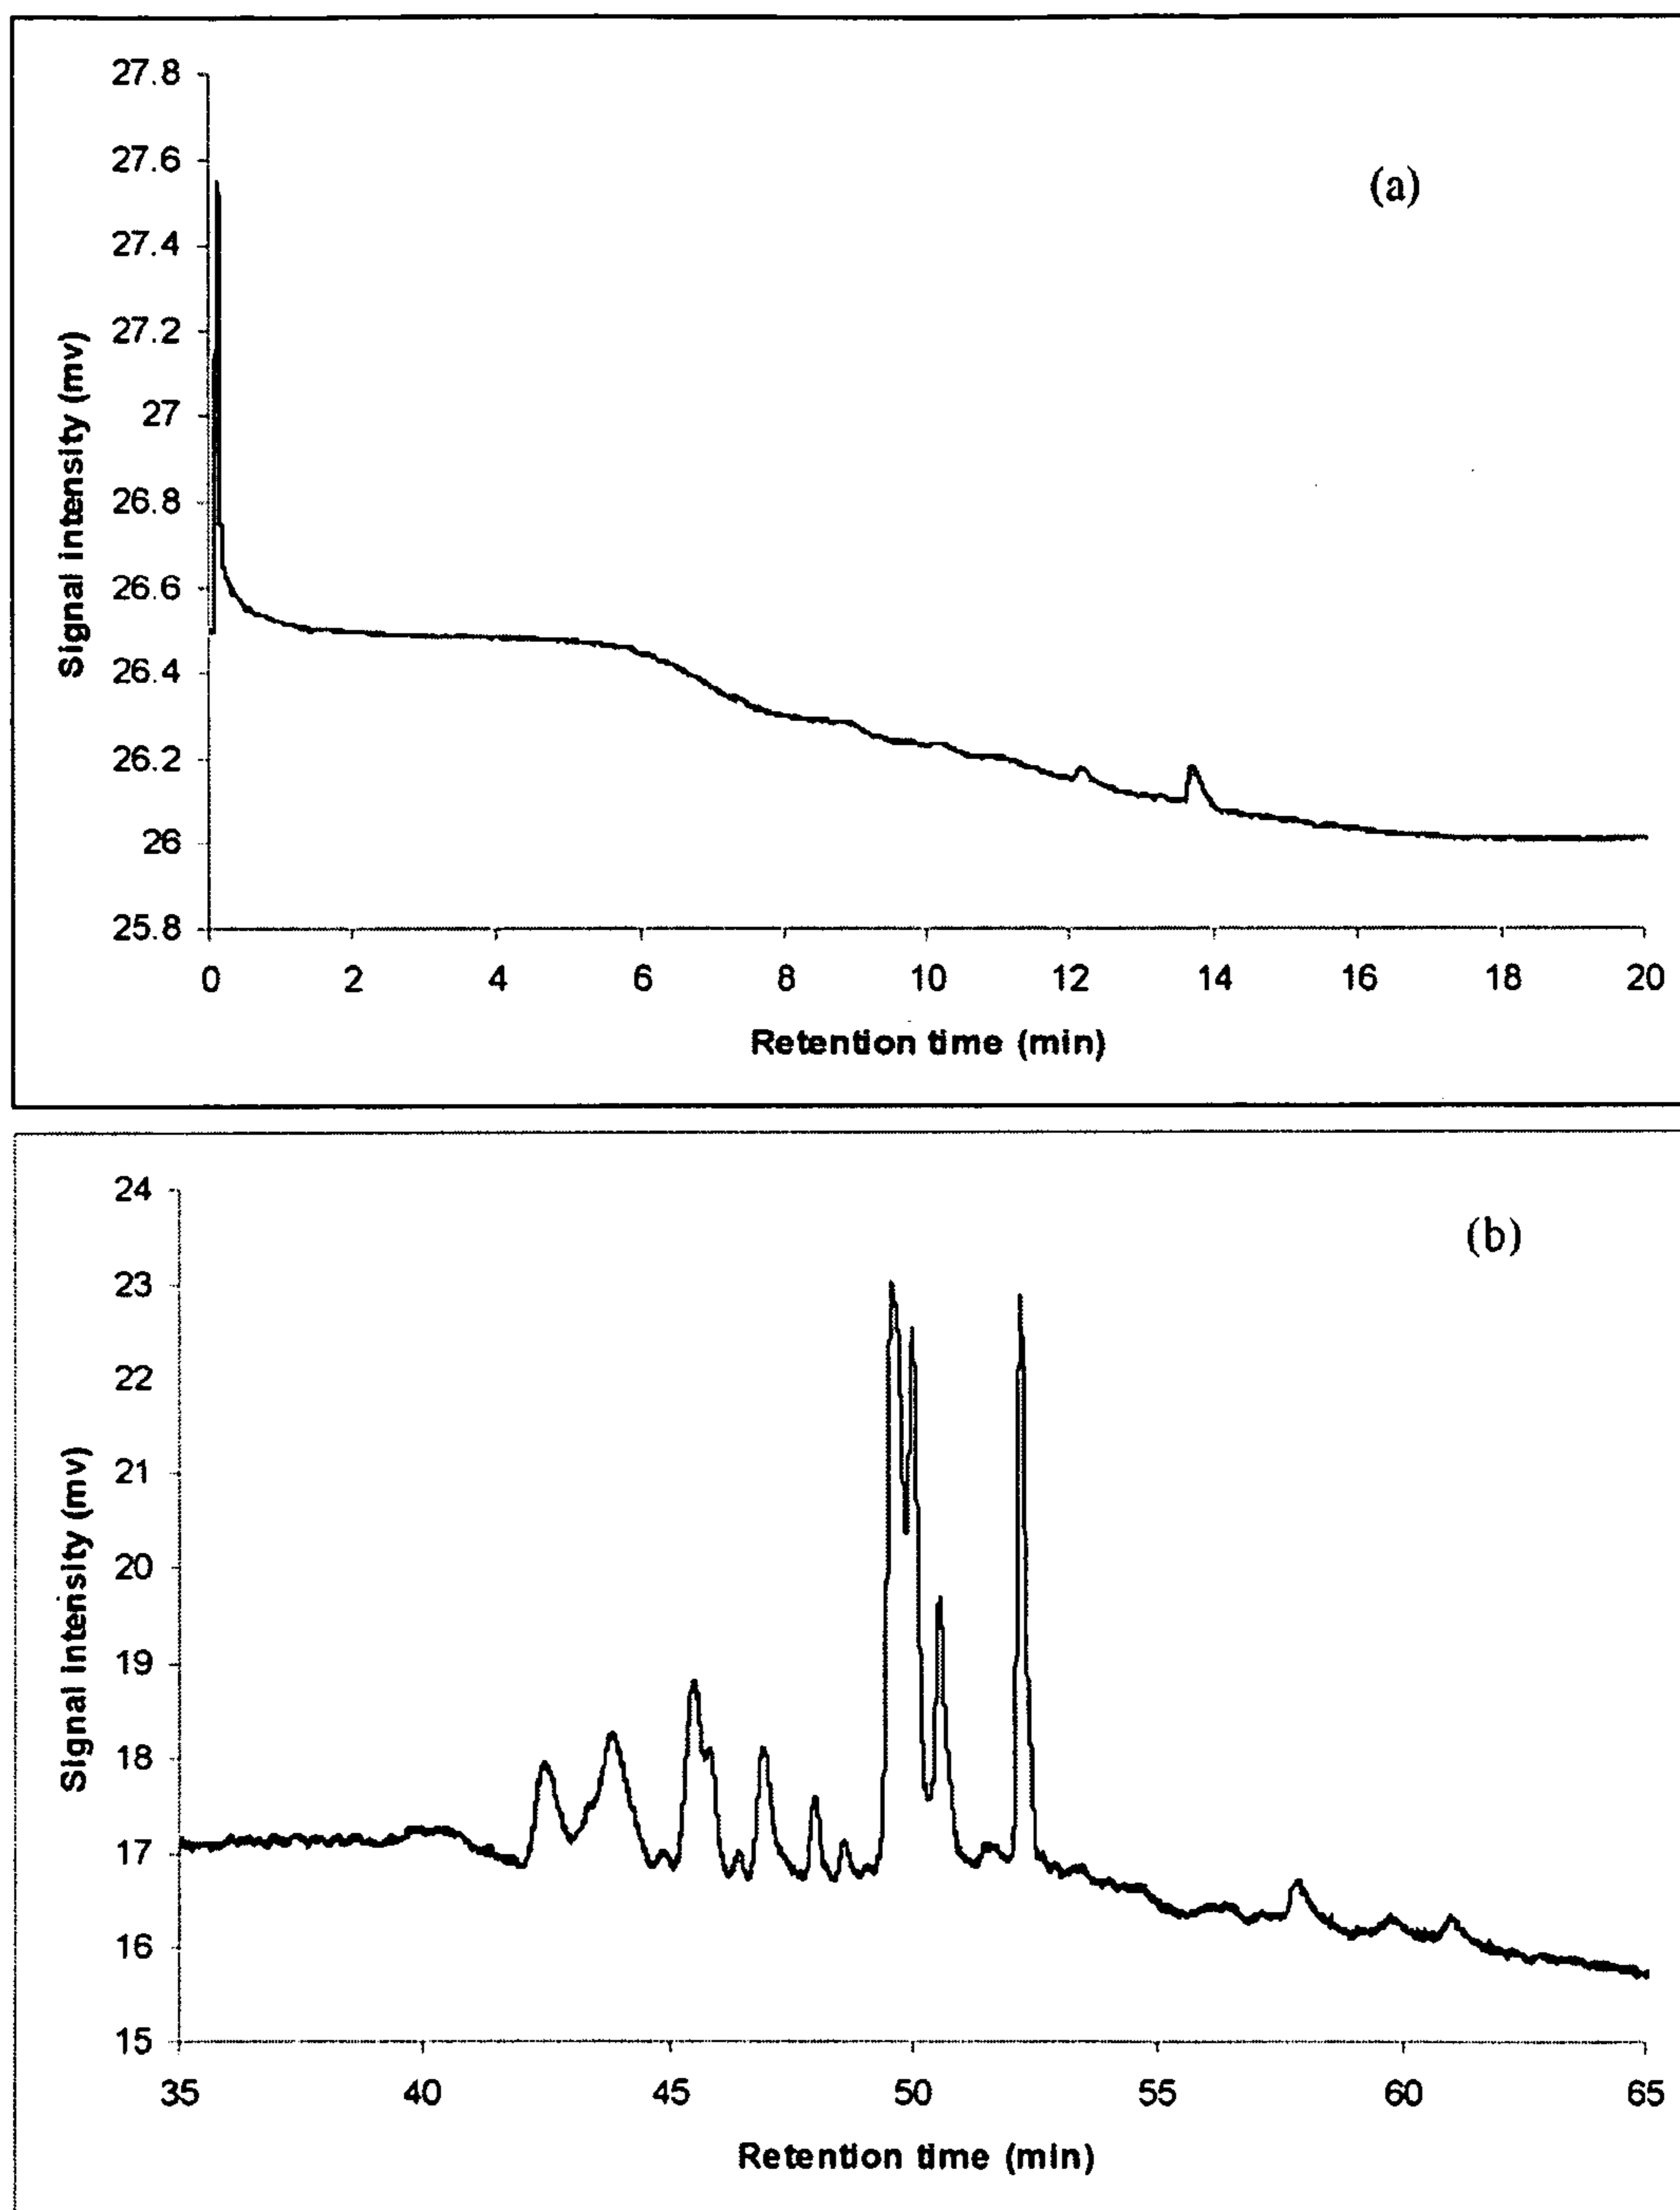 (a)
Signal intensity (mv)
27.8
27.6
27.4
27.2
27
26.8
26.6
26.4
26.2
26
25.8
0 2 4 6 8 10 12 14 16 18 20
Retention time (min)
(b)
Signal intensity (mv)
24
23
22
21
20
19
18
17
16
15
35 40 45 50 55 60 65
Retention time (min)